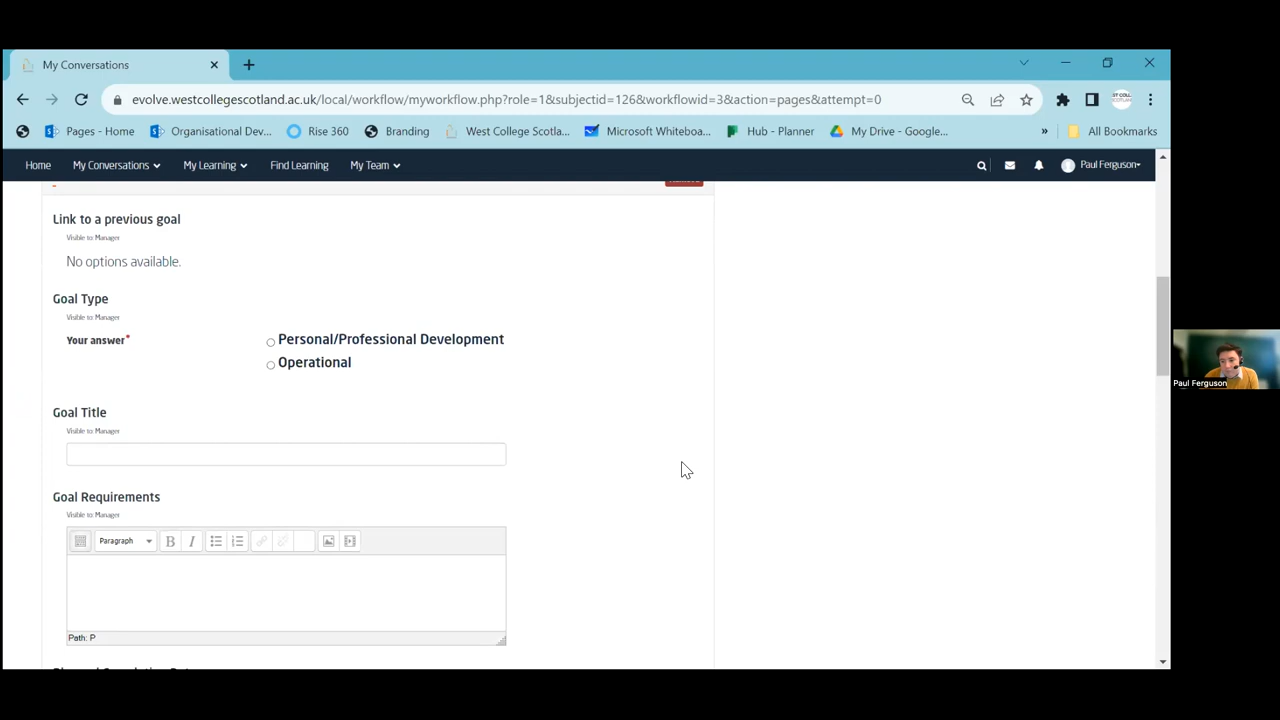 My Conversations
evolve.westcollegescotland.ac.uk/local/workflow/myworkflow.php?role=1&subjectid=126&workflowid=3&action=pages&attempt=0
Pages - Home Organisational Dev... Rise 360 Branding West College Scotla... Microsoft Whiteboa... Hub - Planner My Drive - Google... » All Bookmarks
Home My Conversations My Learning Find Learning My Team Paul Ferguson
Link to a previous goal
Visible to: Manager
No options available.
Goal Type
Visible to: Manager
Your answer* Personal/Professional Development
Operational
Goal Title
Visible to: Manager
Goal Requirements
Visible to: Manager
Paragraph B I
Path: P
Paul Ferguson